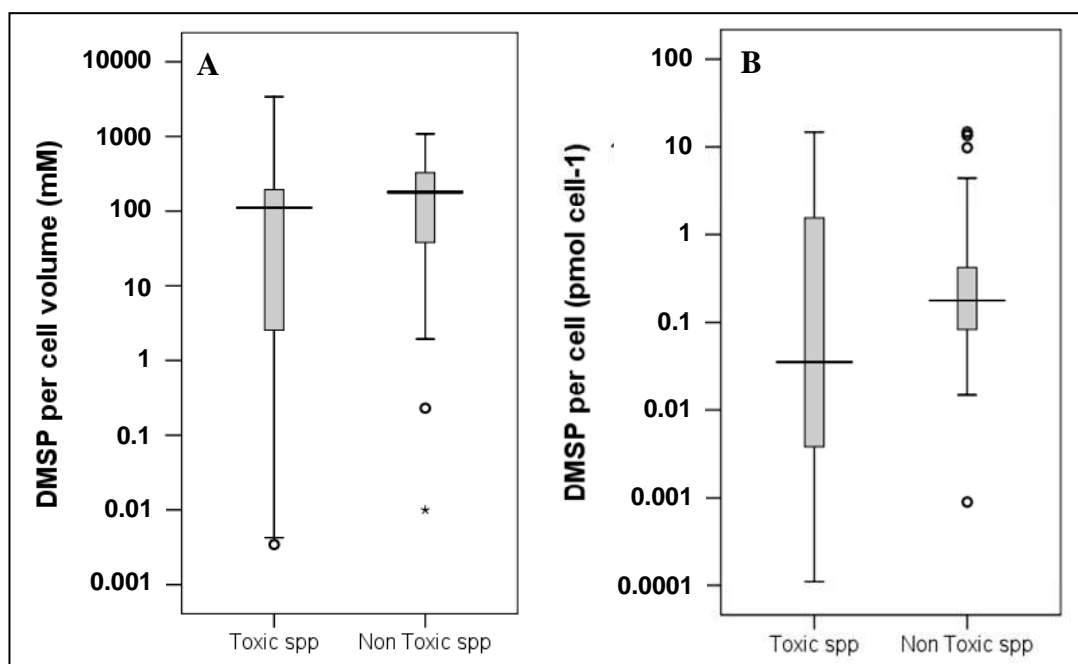 A
DMSP per cell volume (mM)
10000
1000
100
10
1
0.1
0.01
0.001
Toxic spp
Non Toxic spp
B
DMSP per cell (pmol cell-1)
100
10
1
0.1
0.01
0.001
0.0001
Toxic spp
Non Toxic spp